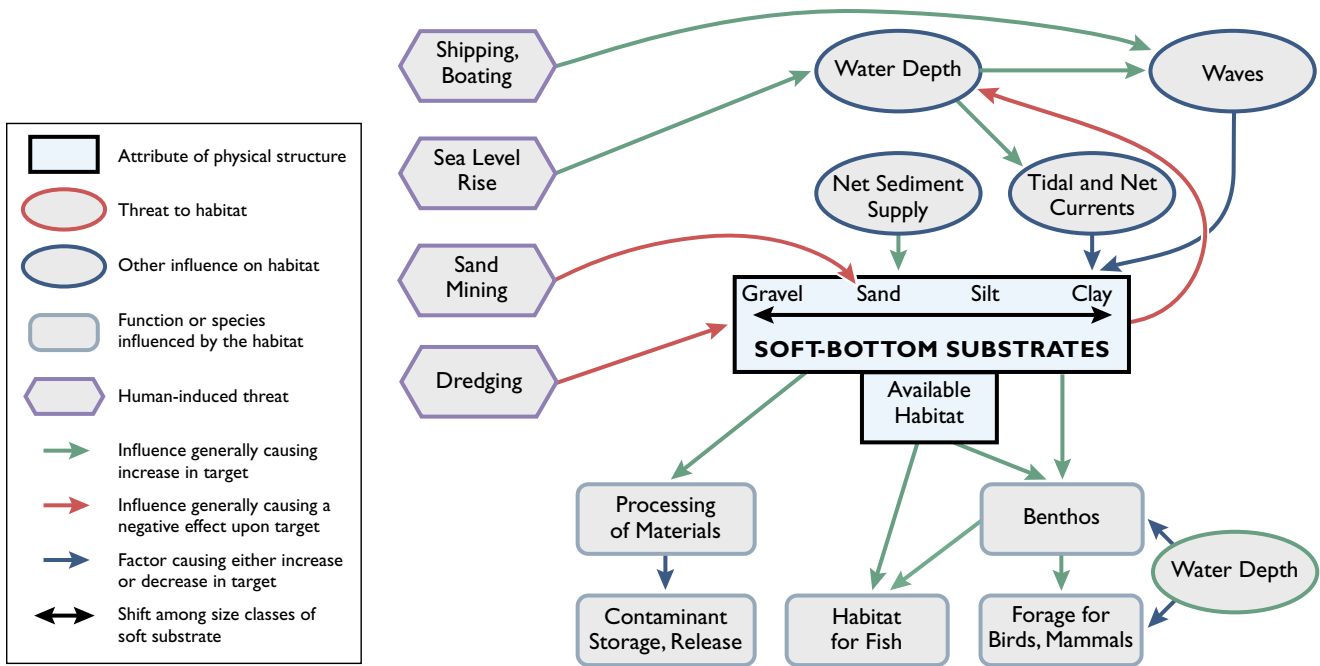 Attribute of physical structure
Threat to habitat
Other influence on habitat
Function or species
influenced by the habitat
Human-induced threat
Influence generally causing
increase in target
Influence generally causing a
negative effect upon target
Factor causing either increase
or decrease in target
Shift among size classes of
soft substrate
Shipping,
Boating
Water Depth
Waves
Sea Level
Rise
Net Sediment
Supply
Tidal and Net
Currents
Sand
Mining
Gravel Sand Silt Clay
SOFT-BOTTOM SUBSTRATES
Dredging
Available
Habitat
Processing
of Materials
Benthos
Water Depth
Contaminant
Storage, Release
Habitat
for Fish
Forage for
Birds, Mammals